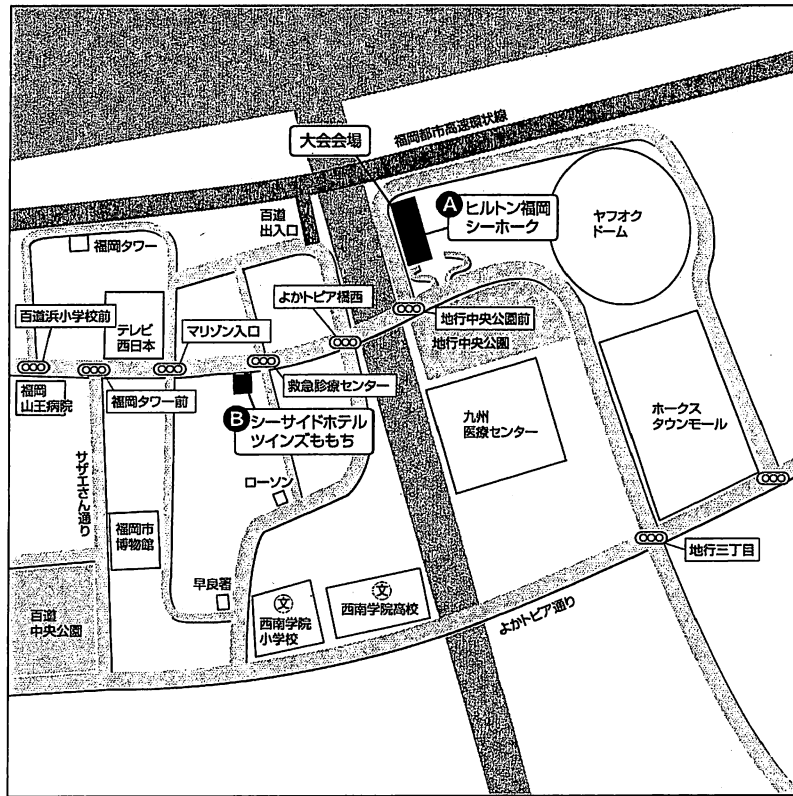 福岡都市高速環状線
大会会場
A ヒルトン福岡
シーホーク
ヤフオク
ドーム
百道
出入口
福岡タワー
よかトピア橋西
百道浜小学校前
テレビ
西日本
マリゾン入口
地行中央公園前
地行中央公園
福岡
山王病院
福岡タワー前
救急診療センター
B シーサイドホテル
ツインズももち
九州
医療センター
ホークス
タウンモール
サザエさん通り
ローソン
福岡市
博物館
地行三丁目
早良署
文
西南学院
小学校
文
西南学院高校
百道
中央公園
よかトピア通り